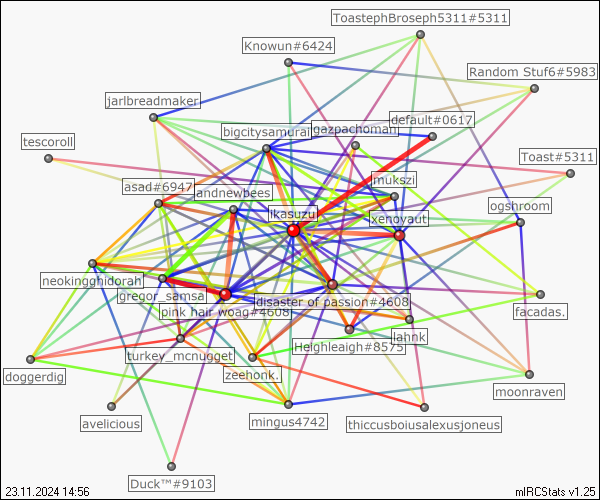 ToastephBroseph5311#5311
Knowun#6424
Random Stuf6#5983
jarlbreadmaker
default#0617
bigcitysamurai
gazpachoman
tescoroll
Toast#5311
mukszi
asad#6947
landnewbees
ogshroom
ikasuzu
xenoyaut
neokingghidorah
gregor_samsa
disaster of passion#4608
pink hair woag#4608
facadas.
lahnk
Heighleaigh#8575
turkey_mcnugget
zeehonk.
doggerdig
moonraven
avelicious
mingus4742
thiccusboiusalexusjoneus
Duck™#9103
23.11.2024 14:56
mIRCStats v1.25